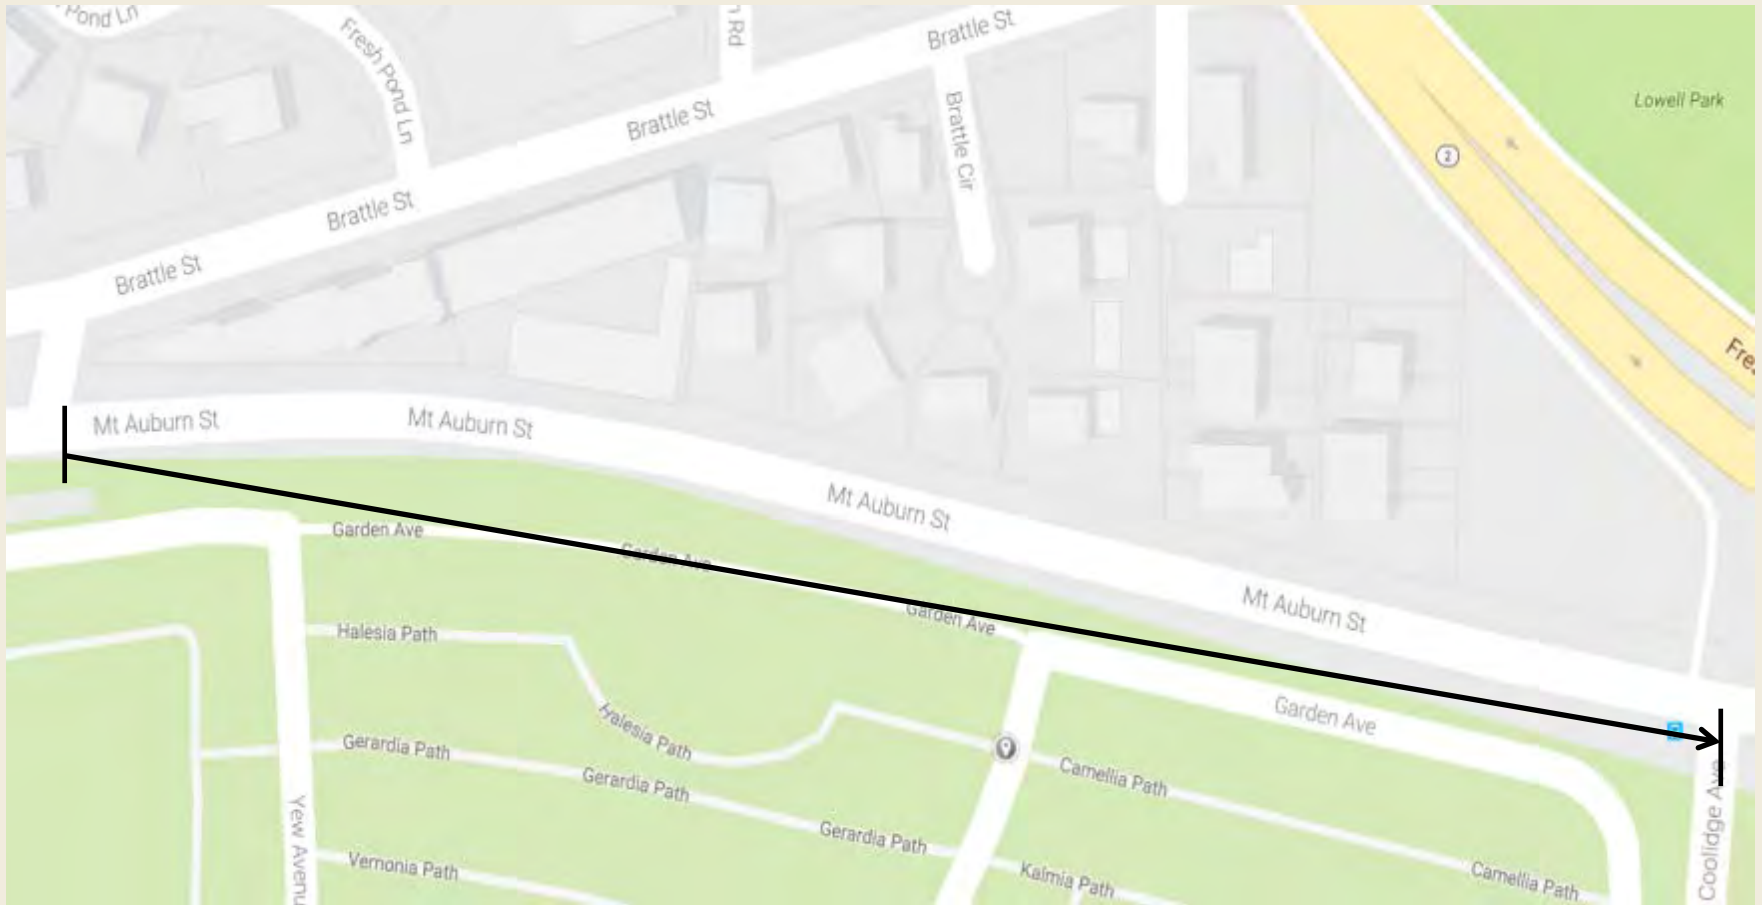 Pond Ln
Fresh Pond Ln
Rd
Brattle St
Brattle St
Brattle St
Brattle St
Brattle Cir
Lowell Park
2
Mt Auburn St
Mt Auburn St
Mt Auburn St
Mt Auburn St
Garden Ave
Garden Ave
Garden Ave
Garden Ave
Halesia Path
Halesia Path
Gerardia Path
Gerardia Path
Gerardia Path
Camellia Path
Camellia Path
Kalmia Path
Vernonia Path
Yew Avenu
Coolidge Ave